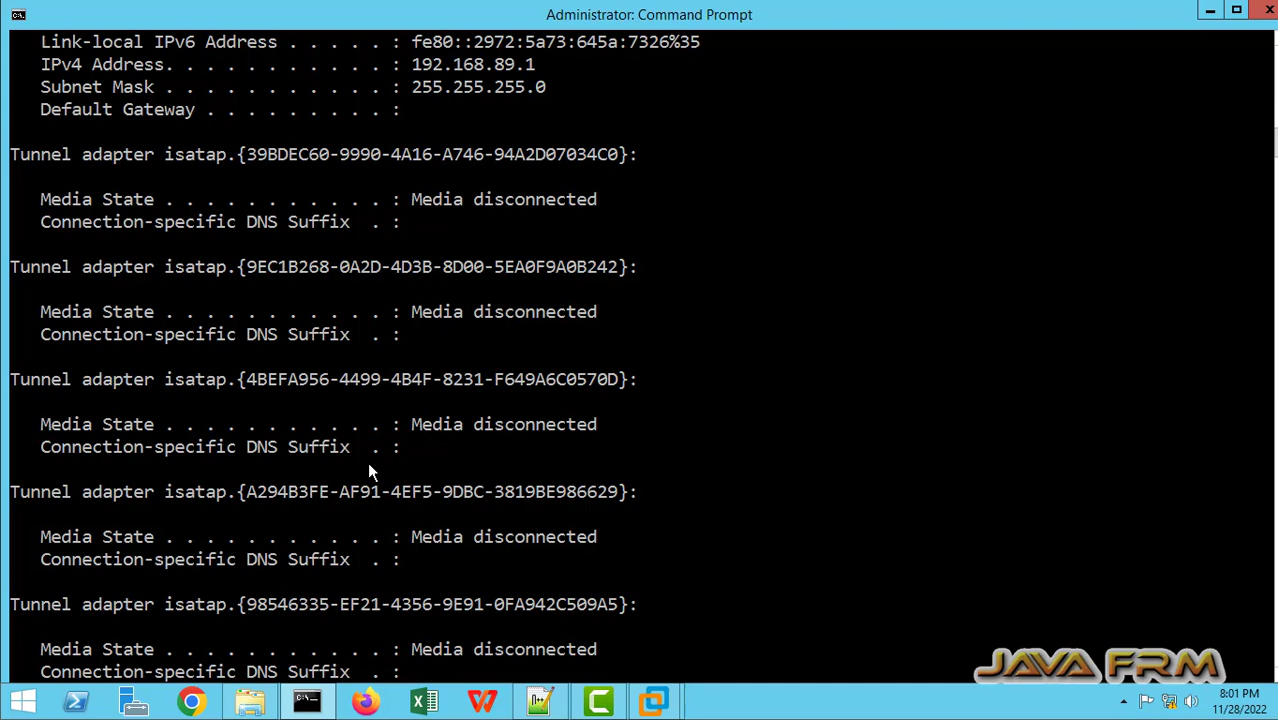 Administrator: Command Prompt
Link-local IPv6 Address . . . . . : fe80::2972:5a73:645a:7326%35
IPv4 Address. . . . . . . . . . . : 192.168.89.1
Subnet Mask . . . . . . . . . . . : 255.255.255.0
Default Gateway . . . . . . . . . :
Tunnel adapter isatap.{39BDEC60-9990-4A16-A746-94A2D07034C0}:
Media State . . . . . . . . . . . : Media disconnected
Connection-specific DNS Suffix  . :
Tunnel adapter isatap.{9EC1B268-0A2D-4D3B-8D00-5EA0F9A0B242}:
Media State . . . . . . . . . . . : Media disconnected
Connection-specific DNS Suffix  . :
Tunnel adapter isatap.{4BEFA956-4499-4B4F-8231-F649A6C0570D}:
Media State . . . . . . . . . . . : Media disconnected
Connection-specific DNS Suffix  . :
Tunnel adapter isatap.{A294B3FE-AF91-4EF5-9DBC-3819BE986629}:
Media State . . . . . . . . . . . : Media disconnected
Connection-specific DNS Suffix  . :
Tunnel adapter isatap.{98546335-EF21-4356-9E91-0FA942C509A5}:
Media State . . . . . . . . . . . : Media disconnected
Connection-specific DNS Suffix  . :
JAVA FRM
8:01 PM
11/28/2022